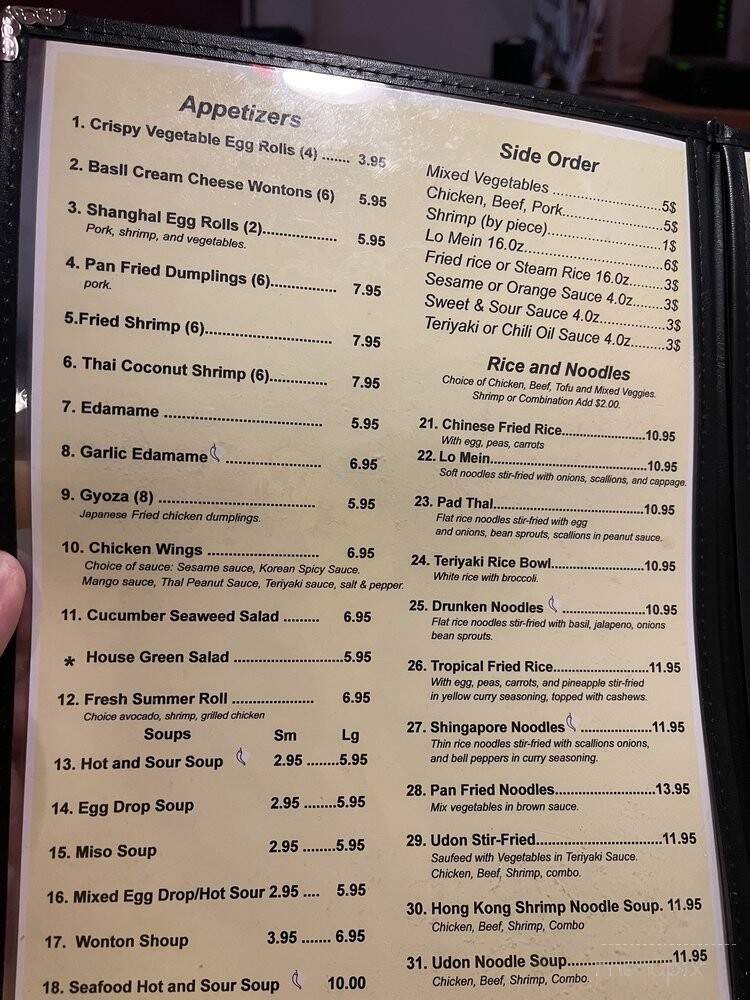 Appetizers
1. Crispy Vegetable Egg Rolls (4) ....... 3.95
2. Basll Cream Cheese Wontons (6) 5.95
3. Shanghal Egg Rolls (2).................. 5.95
Pork, shrimp, and vegetables.
4. Pan Fried Dumplings (6)................ 7.95
pork.
5.Fried Shrimp (6)............................... 7.95
6. Thai Coconut Shrimp (6).............. 7.95
7. Edamame ....................................... 5.95
8. Garlic Edamame ........................ 6.95
9. Gyoza (8) ....................................... 5.95
Japanese Fried chicken dumplings.
10. Chicken Wings ............................ 6.95
Choice of sauce: Sesame sauce, Korean Spicy Sauce.
Mango sauce, Thal Peanut Sauce, Teriyaki sauce, salt & pepper.
11. Cucumber Seaweed Salad ......... 6.95
* House Green Salad ...........................5.95
12. Fresh Summer Roll .................... 6.95
Choice avocado, shrimp, grilled chicken
Soups Sm Lg
13. Hot and Sour Soup 2.95 ........5.95
14. Egg Drop Soup 2.95 ........5.95
15. Miso Soup 2.95 ........5.95
16. Mixed Egg Drop/Hot Sour 2.95 .... 5.95
17. Wonton Shoup 3.95 ....... 6.95
18. Seafood Hot and Sour Soup 10.00
Side Order
Mixed Vegetables .........................5$
Chicken, Beef, Pork......................5$
Shrimp (by piece)..........................1$
Lo Mein 16.0z................................6$
Fried rice or Steam Rice 16.0z........3$
Sesame or Orange Sauce 4.0z.......3$
Sweet & Sour Sauce 4.0z...............3$
Teriyaki or Chili Oil Sauce 4.0z........3$
Rice and Noodles
Choice of Chicken, Beef, Tofu and Mixed Veggies.
Shrimp or Combination Add $2.00.
21. Chinese Fried Rice.....................10.95
With egg, peas, carrots
22. Lo Mein.......................................10.95
Soft noodles stir-fried with onions, scallions, and cappage.
23. Pad Thal.....................................10.95
Flat rice noodles stir-fried with egg
and onions, bean sprouts, scallions in peanut sauce.
24. Teriyaki Rice Bowl.......................10.95
White rice with broccoli.
25. Drunken Noodles .....................10.95
Flat rice noodles stir-fried with basil, jalapeno, onions
bean sprouts.
26. Tropical Fried Rice.......................11.95
With egg, peas, carrots, and pineapple stir-fried
in yellow curry seasoning, topped with cashews.
27. Shingapore Noodles .................11.95
Thin rice noodles stir-fried with scallions onions,
and bell peppers in curry seasoning.
28. Pan Fried Noodles.........................13.95
Mix vegetables in brown sauce.
29. Udon Stir-Fried...............................11.95
Saufeed with Vegetables in Teriyaki Sauce.
Chicken, Beef, Shrimp, combo.
30. Hong Kong Shrimp Noodle Soup. 11.95
Chicken, Beef, Shrimp, Combo
31. Udon Noodle Soup..........................11.95
Chicken, Beef, Shrimp, Combo.